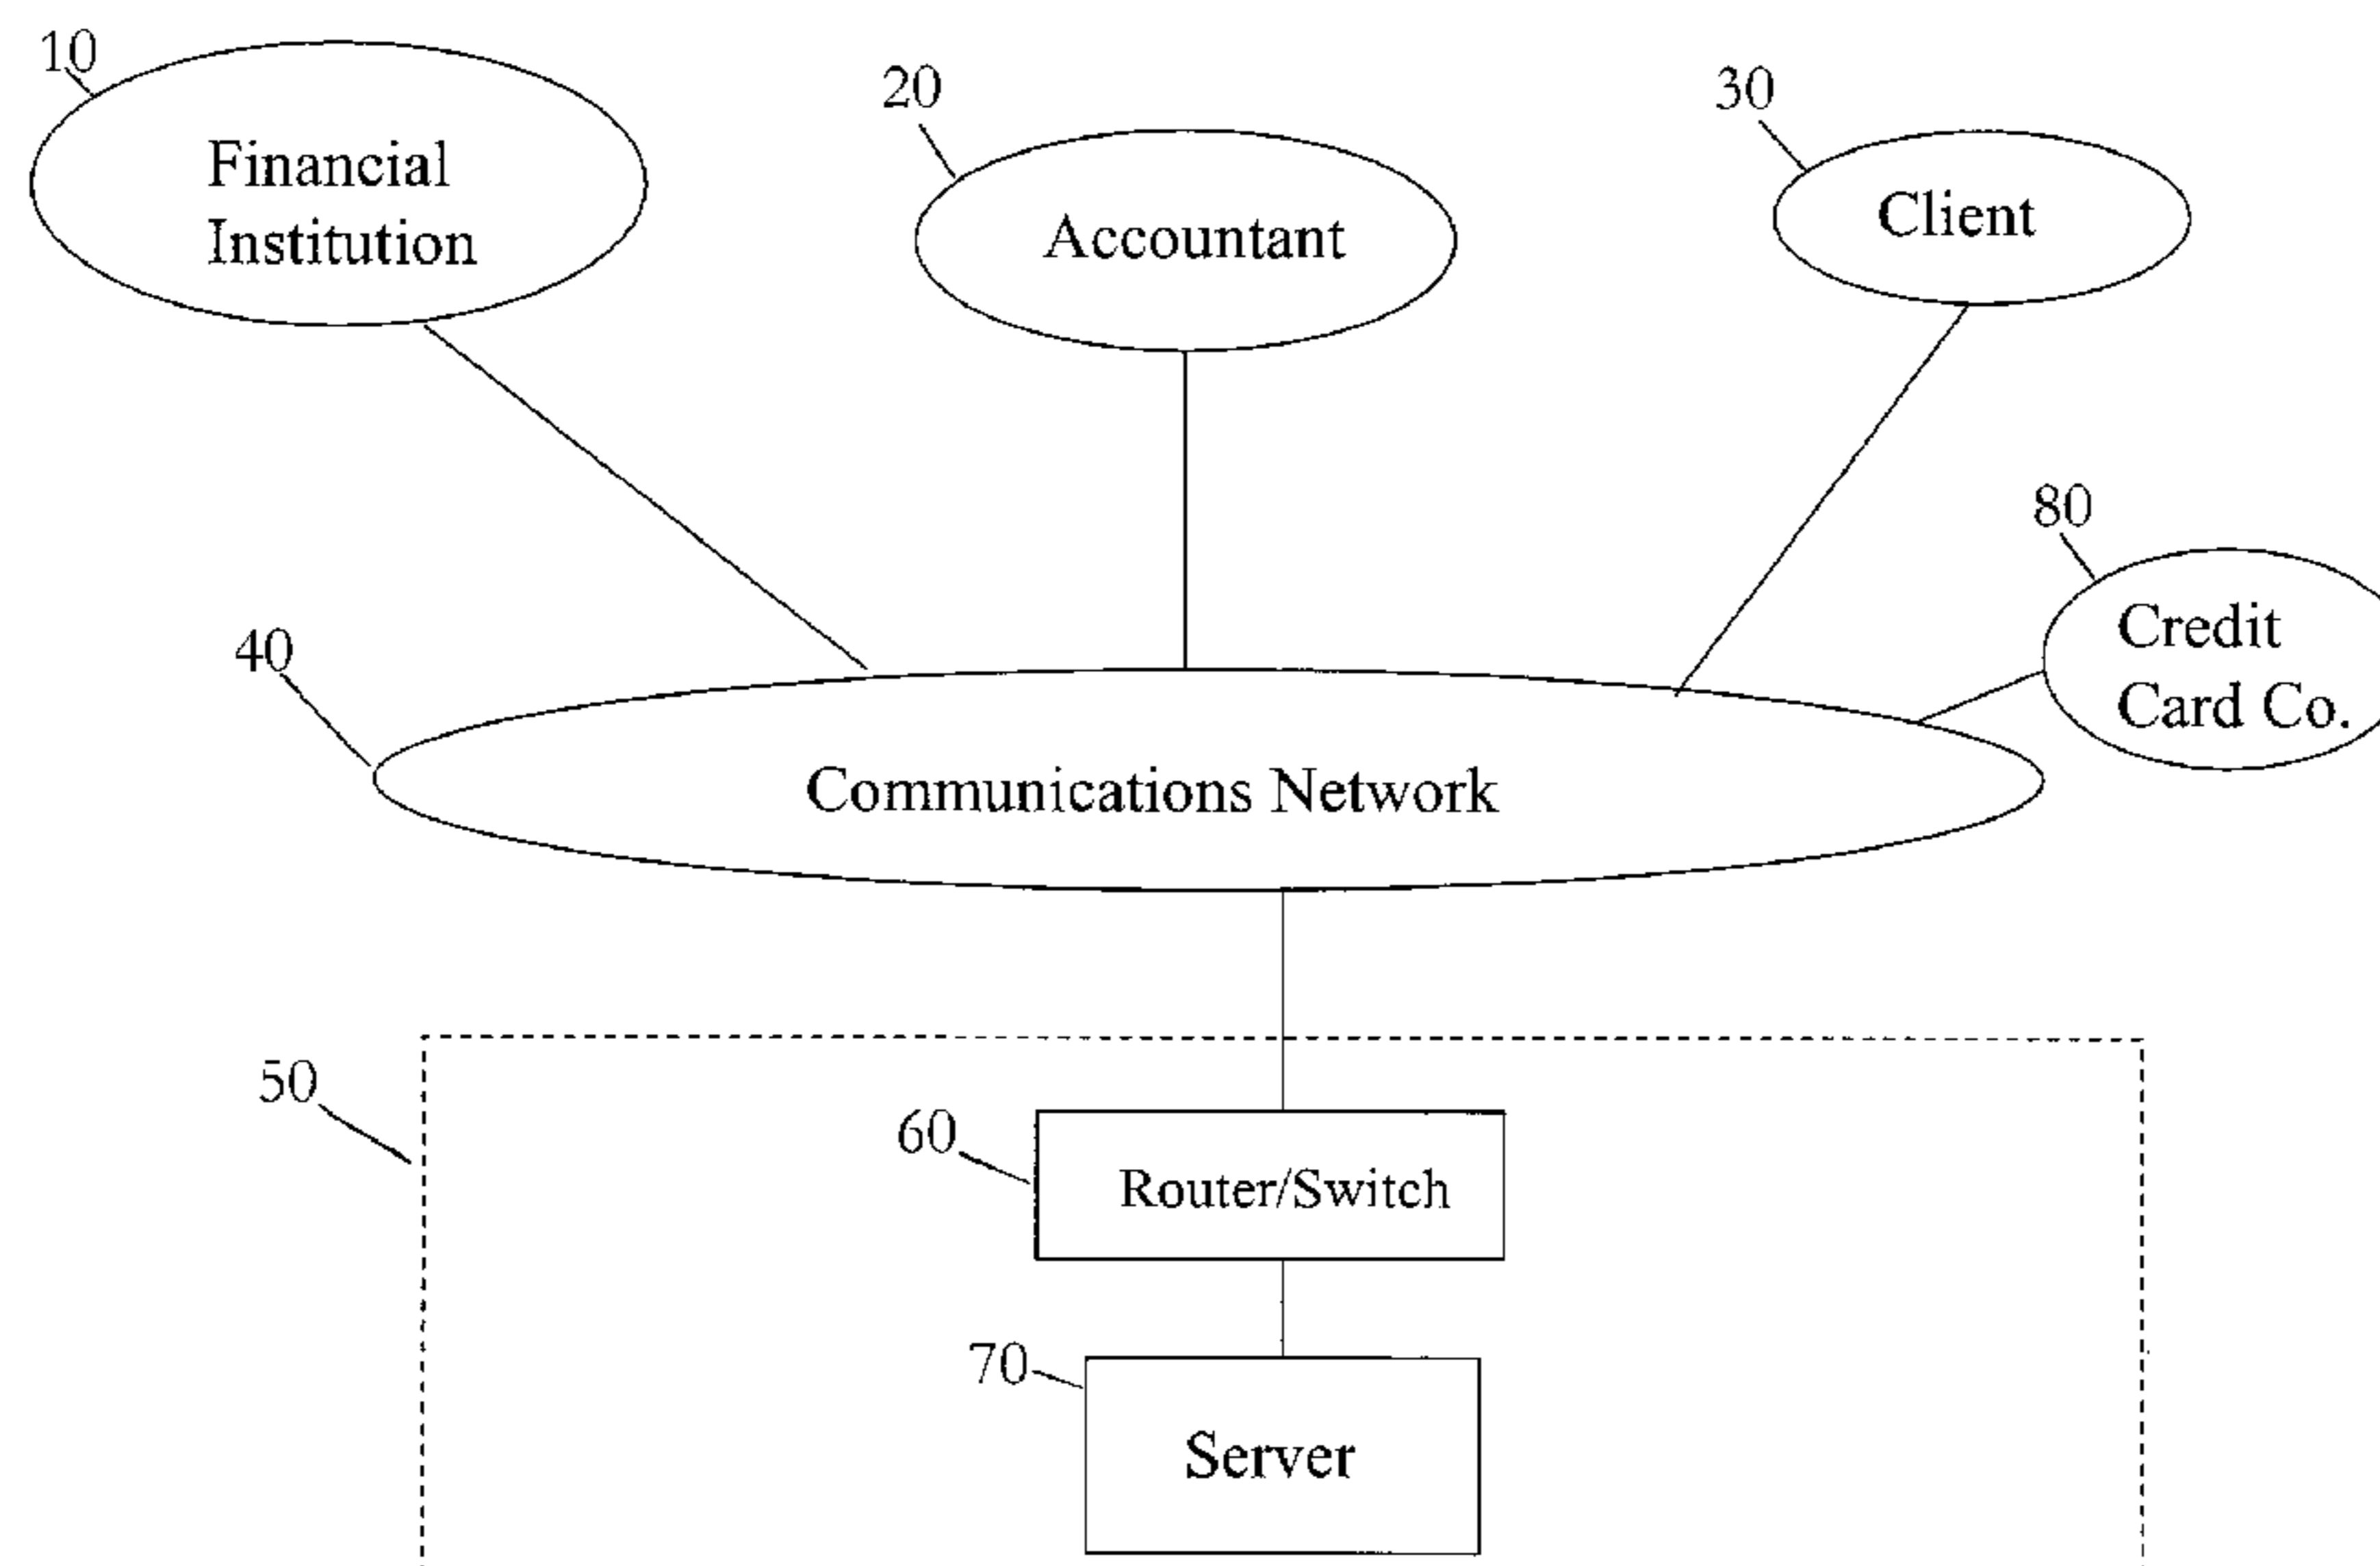 10
Financial
Institution
20
Accountant
30
Client
80
Credit
Card Co.
40
Communications Network
50
60
Router/Switch
70
Server